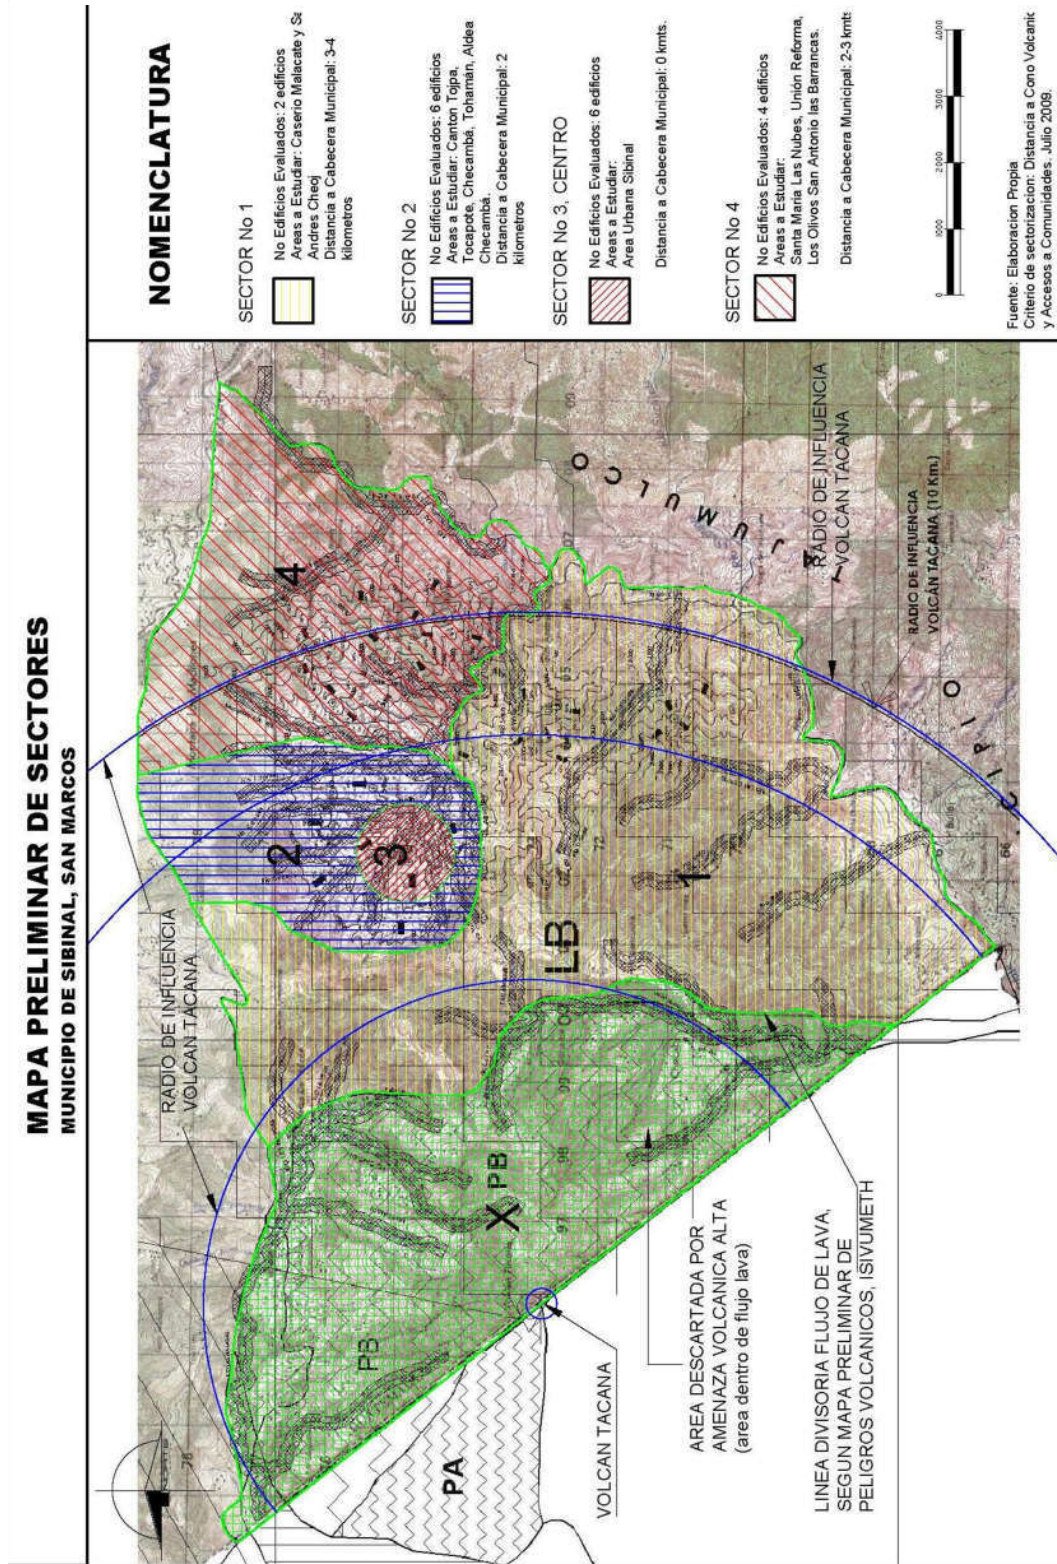 MAPA PRELIMINAR DE SECTORES
MUNICIPIO DE SIBINAL, SAN MARCOS
NOMENCLATURA
SECTOR No 1
No Edificios Evaluados: 2 edificios
Areas a Estudiar: Caserio Malacate y
Andres Cheoj
Distancia a Cabecera Municipal: 3-4
kilometros
SECTOR No 2
No Edificios Evaluados: 6 edificios
Areas a Estudiar: Canton Tojpa,
Tocapote, Checambá, Tohamán, Aldea
Checambá.
Distancia a Cabecera Municipal: 2
kilometros
SECTOR No 3, CENTRO
No Edificios Evaluados: 6 edificios
Areas a Estudiar:
Area Urbana Sibinal
Distancia a Cabecera Municipal: 0 kmts.
SECTOR No 4
No Edificios Evaluados: 4 edificios
Areas a Estudiar:
Santa Maria Las Nubes, Unión Reforma,
Los Olivos San Antonio las Barrancas.
Distancia a Cabecera Municipal: 2-3 kmts
0 1000 2000 3000 4000
Fuente: Elaboracion Propia
Criterio de sectorizacion: Distancia a Cono Volcanic
y Accesos a Comunidades. Julio 2009.
RADIO DE INFLUENCIA
VOLCAN TACANA
RADIO DE INFLUENCIA
VOLCAN TACANA
RADIO DE INFLUENCIA
VOLCÁN TACANA (10 Km.)
4
2
3
1
LB
PB
X PB
PA
VOLCAN TACANA
AREA DESCARTADA POR
AMENAZA VOLCANICA ALTA
(area dentro de flujo lava)
LINEA DIVISORIA FLUJO DE LAVA,
SEGUN MAPA PRELIMINAR DE
PELIGROS VOLCANICOS, ISIVUMETH